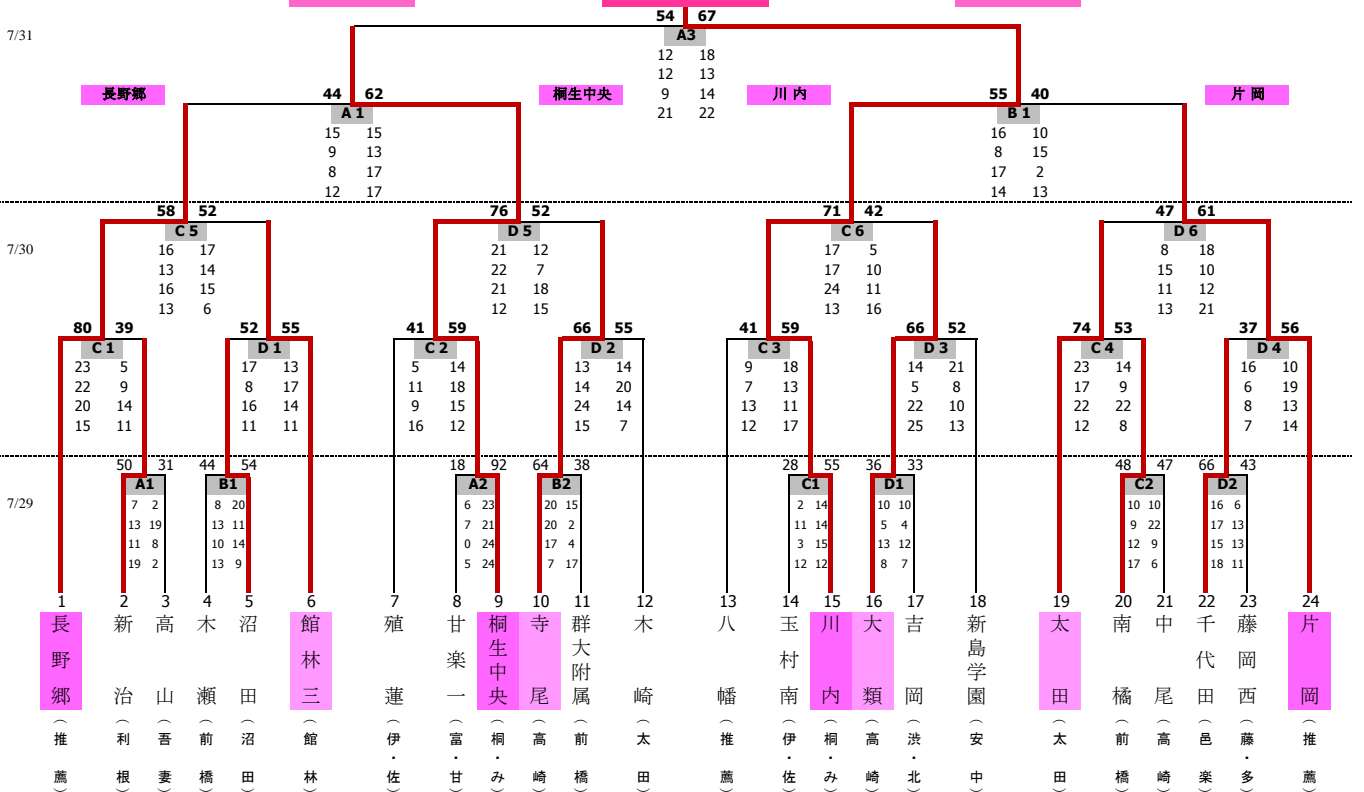 54 67
7/31
A3
12 18
12 13
長野郷 44 62 桐生中央 川 内 9 14 55 40 片 岡
21 22
A 1 B 1
15 15 16 10
9 13 8 15
8 17 17 2
12 17 14 13
58 52 76 52 71 42 47 61
7/30
C 5 D 5 C 6 D 6
16 17 21 12 17 5 8 18
13 14 22 7 17 10 15 10
16 15 21 18 24 11 11 12
13 6 12 15 13 16 13 21
80 39 52 55 41 59 66 55 41 59 66 52 74 53 37 56
C 1 D 1 C 2 D 2 C 3 D 3 C 4 D 4
23 5 17 13 5 14 13 14 9 18 14 21 23 14 16 10
22 9 8 17 11 18 14 20 7 13 5 8 17 9 6 19
20 14 16 14 9 15 24 14 13 11 22 10 22 22 8 13
15 11 11 11 16 12 15 7 12 17 25 13 12 8 7 14
50 31 44 54 18 92 64 38 28 55 36 33 48 47 66 43
7/29
A1 B1 A2 B2 C1 D1 C2 D2
7 2 8 20 6 23 20 15 2 14 10 10 10 10 16 6
13 19 13 11 7 21 20 2 11 14 5 4 9 22 17 13
11 8 10 14 0 24 17 4 3 15 13 12 12 9 15 13
19 2 13 9 5 24 7 17 12 12 8 7 17 6 18 11
1 2 3 4 5 6 7 8 9 10 11 12 13 14 15 16 17 18 19 20 21 22 23 24
長野郷(推薦)
新治(利根)
高山(吾妻)
木瀬(前橋)
沼田(沼田)
館林三(館林)
殖蓮(伊・佐)
甘楽一(富・甘)
桐生中央(桐・み)
寺尾(高崎)
群大附属(前橋)
木崎(太田)
八幡(推薦)
玉村南(伊・佐)
川内(桐・み)
大類(高崎)
吉岡(渋・北)
新島学園(安中)
太田(太田)
南橘(前橋)
中尾(高崎)
千代田(邑楽)
藤岡西(藤・多)
片岡(推薦)